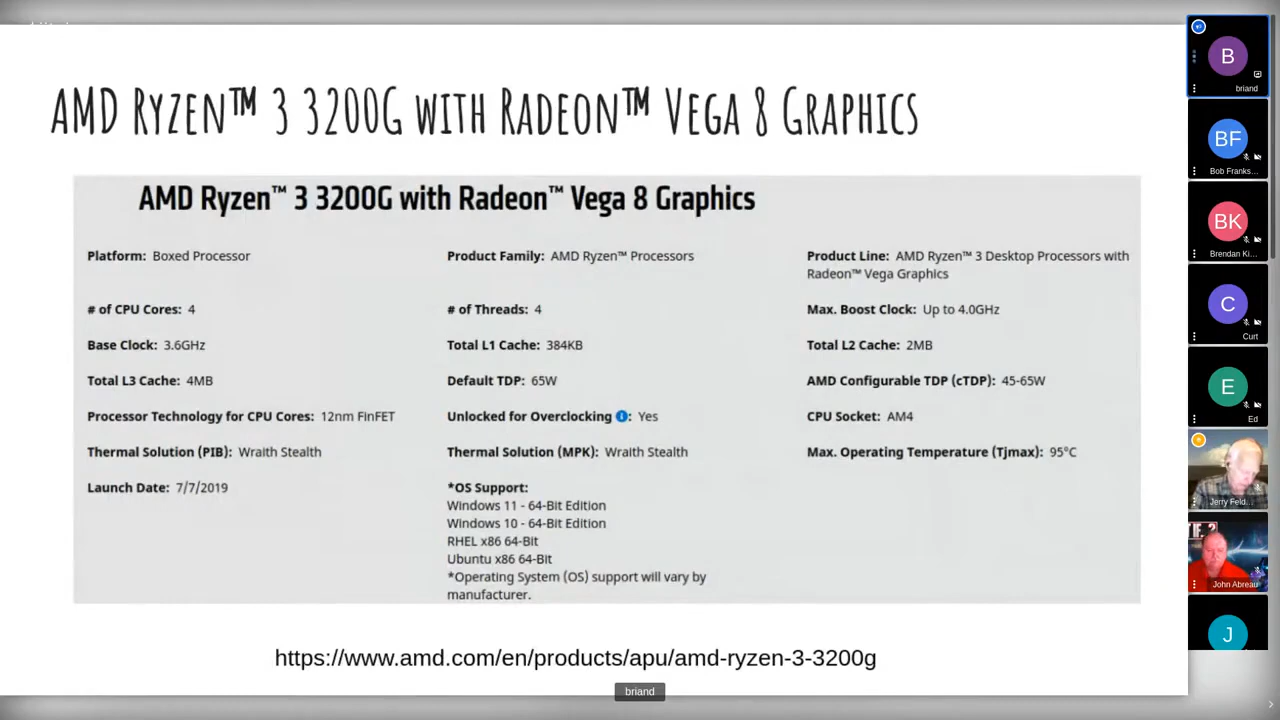 AMD Ryzen™ 3 3200G with Radeon™ Vega 8 Graphics
AMD Ryzen™ 3 3200G with Radeon™ Vega 8 Graphics
Platform: Boxed Processor
Product Family: AMD Ryzen™ Processors
Product Line: AMD Ryzen™ 3 Desktop Processors with
Radeon™ Vega Graphics
# of CPU Cores: 4
# of Threads: 4
Max. Boost Clock: Up to 4.0GHz
Base Clock: 3.6GHz
Total L1 Cache: 384KB
Total L2 Cache: 2MB
Total L3 Cache: 4MB
Default TDP: 65W
AMD Configurable TDP (cTDP): 45-65W
Processor Technology for CPU Cores: 12nm FinFET
Unlocked for Overclocking i: Yes
CPU Socket: AM4
Thermal Solution (PIB): Wraith Stealth
Thermal Solution (MPK): Wraith Stealth
Max. Operating Temperature (Tjmax): 95°C
Launch Date: 7/7/2019
*OS Support:
Windows 11 - 64-Bit Edition
Windows 10 - 64-Bit Edition
RHEL x86 64-Bit
Ubuntu x86 64-Bit
*Operating System (OS) support will vary by
manufacturer.
https://www.amd.com/en/products/apu/amd-ryzen-3-3200g
briand
B
briand
BF
Bob Franks...
BK
Brendan Ki...
C
Curt
E
Ed
Jerry Feld...
John Abreau
J